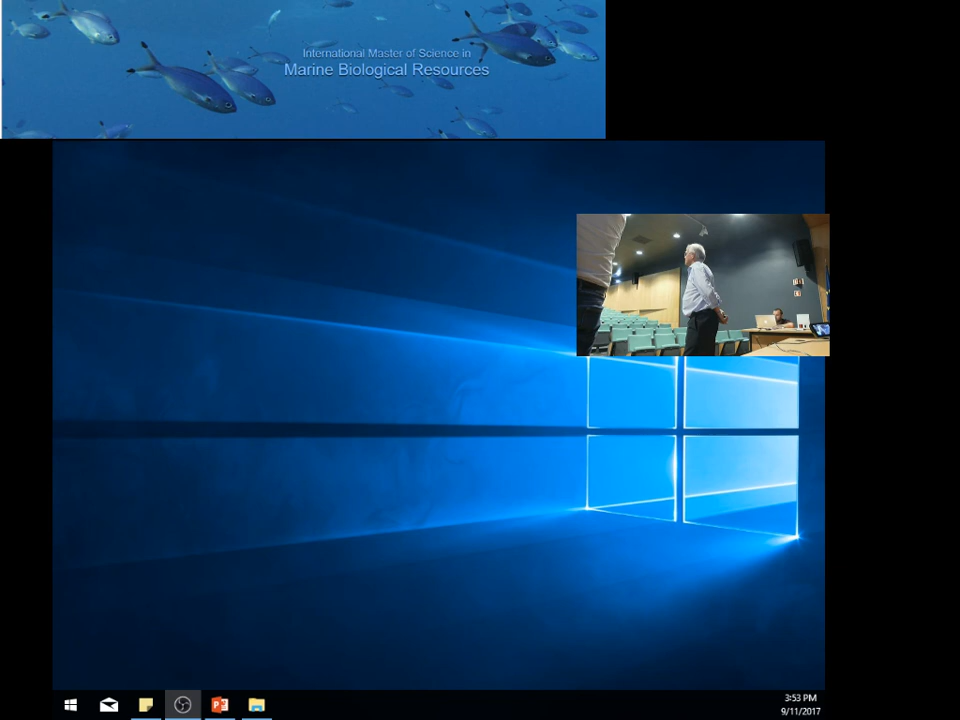 International Master of Science in
Marine Biological Resources
3:53 PM
9/11/2017